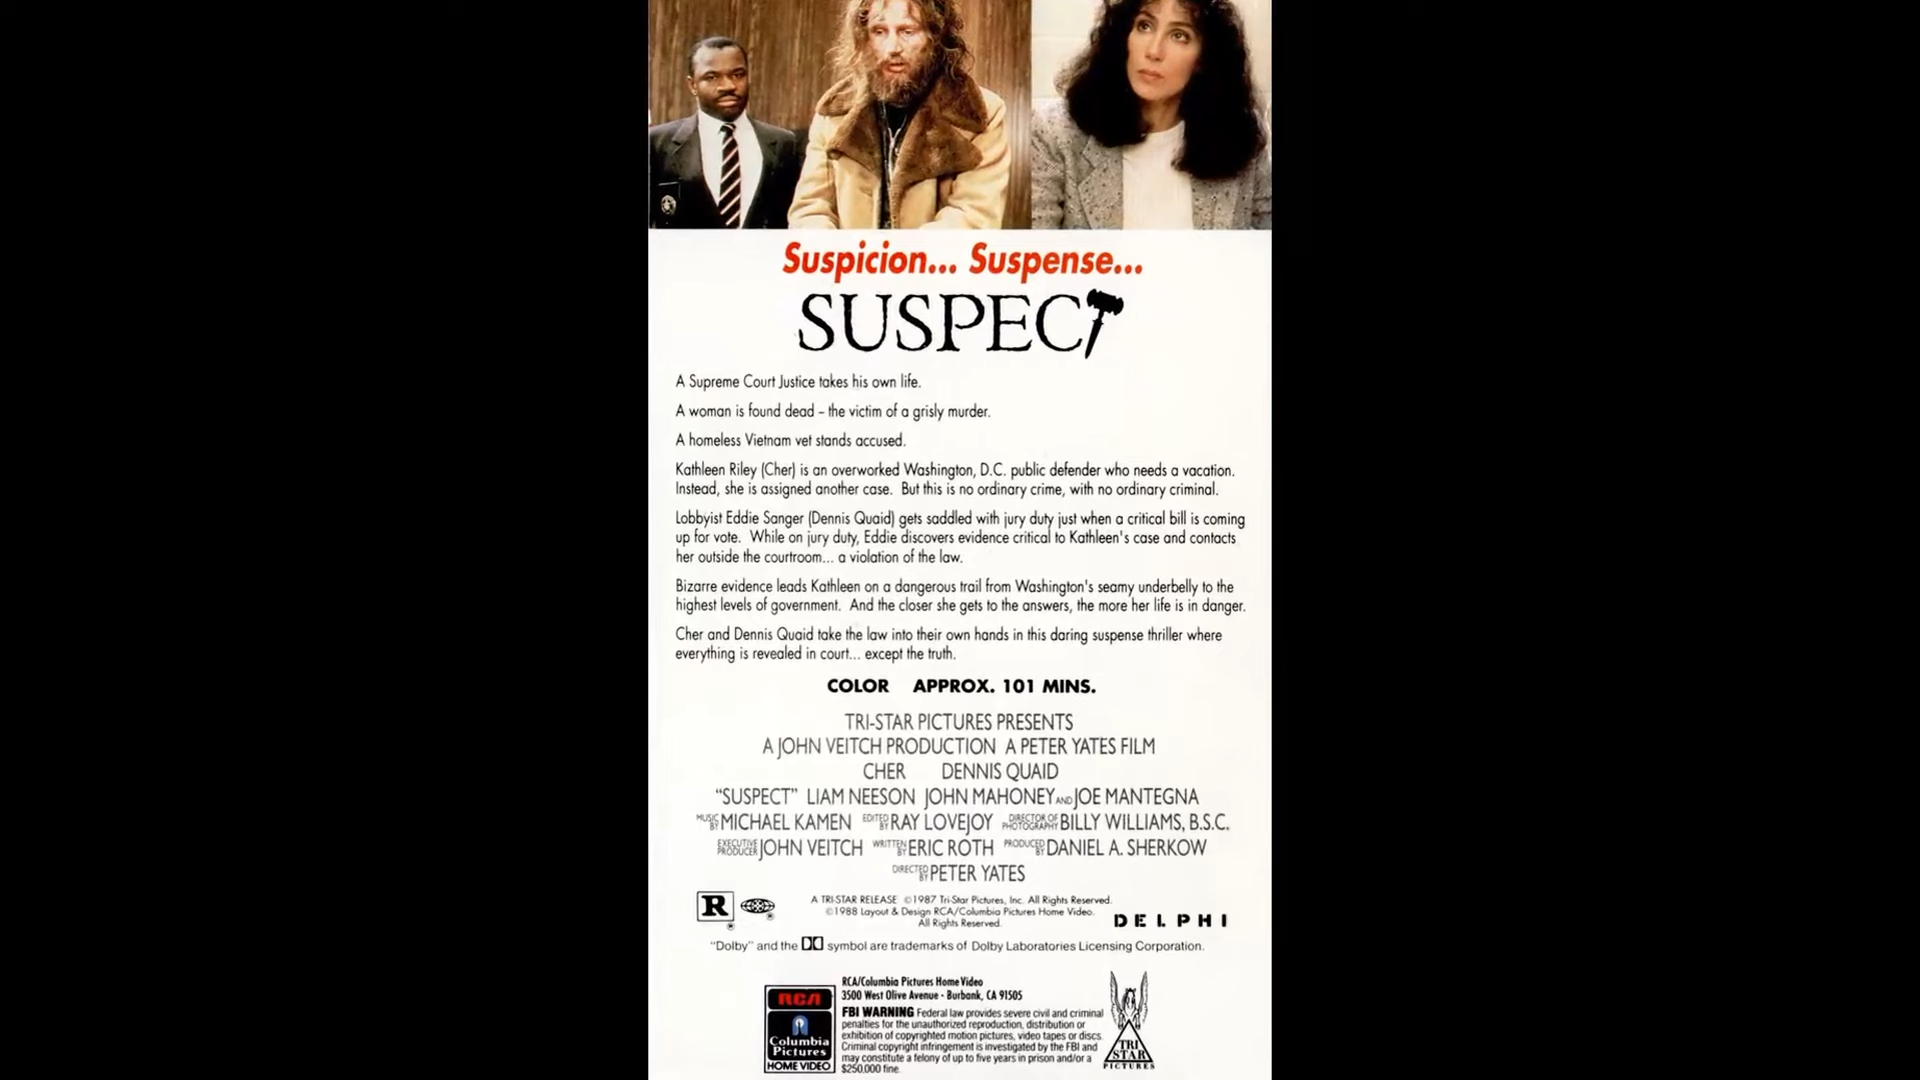 Suspicion... Suspense...
SUSPECT
A Supreme Court Justice takes his own life.
A woman is found dead – the victim of a grisly murder.
A homeless Vietnam vet stands accused.
Kathleen Riley (Cher) is an overworked Washington, D.C. public defender who needs a vacation.
Instead, she is assigned another case. But this is no ordinary crime, with no ordinary criminal.
Lobbyist Eddie Sanger (Dennis Quaid) gets saddled with jury duty just when a critical bill is coming
up for vote. While on jury duty, Eddie discovers evidence critical to Kathleen's case and contacts
her outside the courtroom... a violation of the law.
Bizarre evidence leads Kathleen on a dangerous trail from Washington's seamy underbelly to the
highest levels of government. And the closer she gets to the answers, the more her life is in danger.
Cher and Dennis Quaid take the law into their own hands in this daring suspense thriller where
everything is revealed in court... except the truth.
COLOR APPROX. 101 MINS.
TRI-STAR PICTURES PRESENTS
A JOHN VEITCH PRODUCTION A PETER YATES FILM
CHER DENNIS QUAID
"SUSPECT" LIAM NEESON JOHN MAHONEY AND JOE MANTEGNA
MUSIC BY MICHAEL KAMEN EDITED BY RAY LOVEJOY DIRECTOR OF PHOTOGRAPHY BILLY WILLIAMS, B.S.C.
EXECUTIVE PRODUCER JOHN VEITCH WRITTEN BY ERIC ROTH PRODUCED BY DANIEL A. SHERKOW
DIRECTED BY PETER YATES
R
A TRI-STAR RELEASE ©1987 Tri-Star Pictures, Inc. All Rights Reserved.
©1988 Layout & Design RCA/Columbia Pictures Home Video.
All Rights Reserved.
DELPHI
"Dolby" and the symbol are trademarks of Dolby Laboratories Licensing Corporation.
RCA
Columbia
Pictures
HOME VIDEO
RCA/Columbia Pictures Home Video
3500 West Olive Avenue - Burbank, CA 91505
FBI WARNING Federal law provides severe civil and criminal
penalties for the unauthorized reproduction, distribution or
exhibition of copyrighted motion pictures, video tapes or discs.
Criminal copyright infringement is investigated by the FBI and
may constitute a felony of up to five years in prison and/or a
$250,000 fine.
TRI
STAR
PICTURES